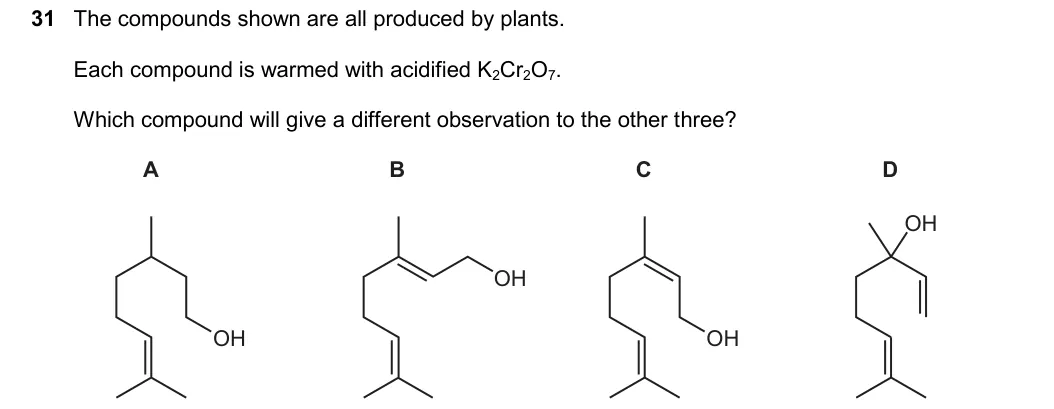 31 The compounds shown are all produced by plants.
Each compound is warmed with acidified K₂Cr₂O₇.
Which compound will give a different observation to the other three?
A B C D
OH
OH
OH
OH